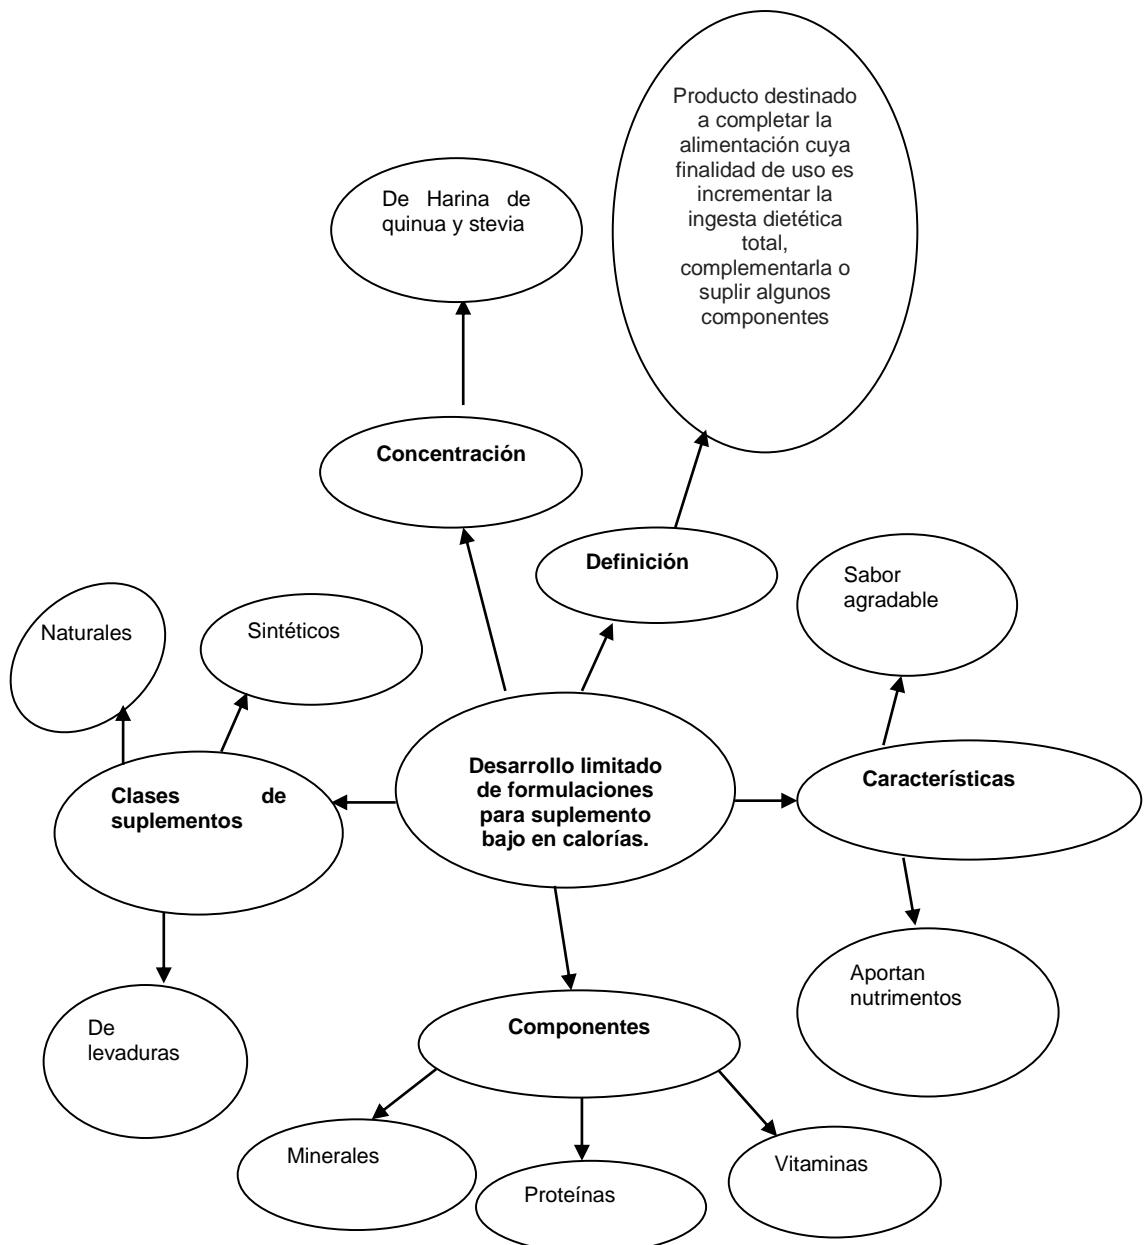 Producto destinado
a completar la
alimentación cuya
finalidad de uso es
incrementar la
ingesta dietética
total,
complementarla o
suplir algunos
componentes
De Harina de
quinua y stevia
Concentración
Definición
Sabor
agradable
Naturales
Sintéticos
Desarrollo limitado
de formulaciones
para suplemento
bajo en calorías.
Características
Clases de
suplementos
Aportan
nutrimentos
De
levaduras
Componentes
Minerales
Proteínas
Vitaminas